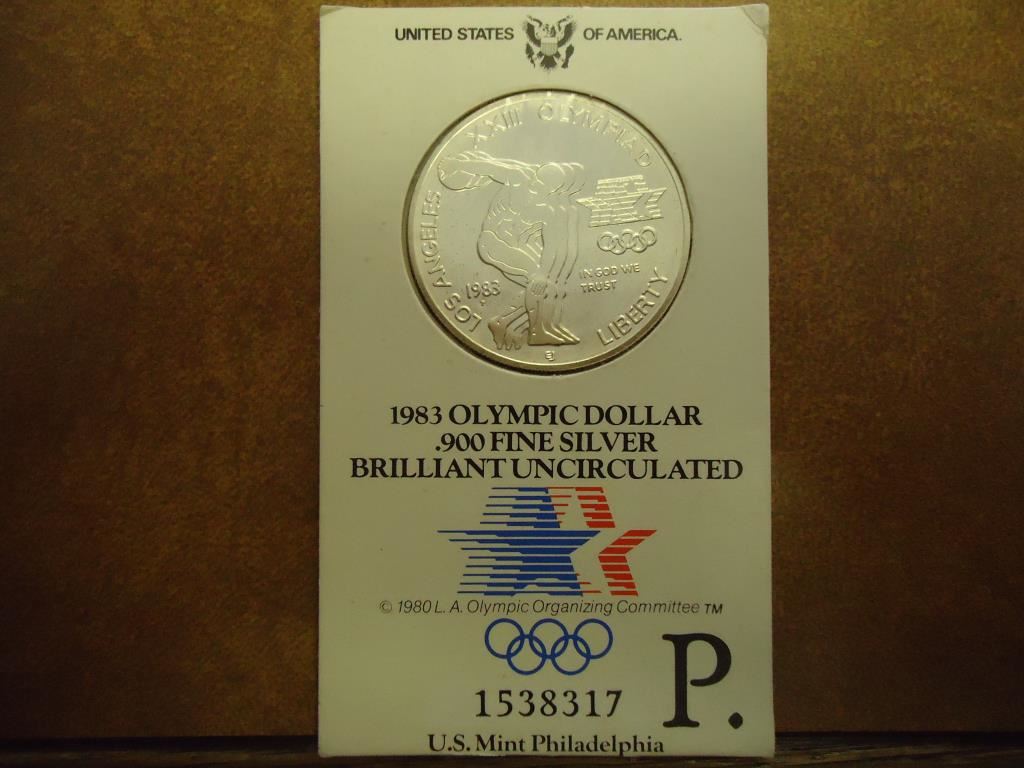 UNITED STATES OF AMERICA.
XXIII OLYMPIAD
LOS ANGELES
1983
P
IN GOD WE
TRUST
LIBERTY
EJ
1983 OLYMPIC DOLLAR
.900 FINE SILVER
BRILLIANT UNCIRCULATED
© 1980 L.A. Olympic Organizing Committee TM
P.
1538317
U.S. Mint Philadelphia